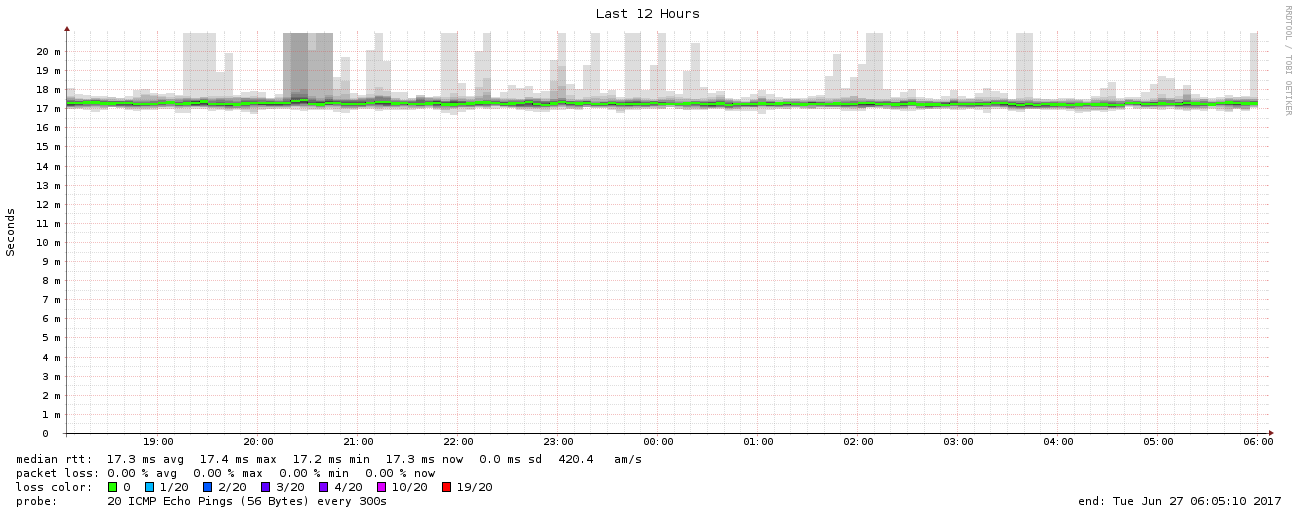 Last 12 Hours
RRDTOOL / TOBI OETIKER
Seconds
20 m
19 m
18 m
17 m
16 m
15 m
14 m
13 m
12 m
11 m
10 m
9 m
8 m
7 m
6 m
5 m
4 m
3 m
2 m
1 m
0
19:00 20:00 21:00 22:00 23:00 00:00 01:00 02:00 03:00 04:00 05:00 06:00
median rtt: 17.3 ms avg 17.4 ms max 17.2 ms min 17.3 ms now 0.0 ms sd 420.4 am/s
packet loss: 0.00 % avg 0.00 % max 0.00 % min 0.00 % now
loss color: 0 1/20 2/20 3/20 4/20 10/20 19/20
probe: 20 ICMP Echo Pings (56 Bytes) every 300s end: Tue Jun 27 06:05:10 2017